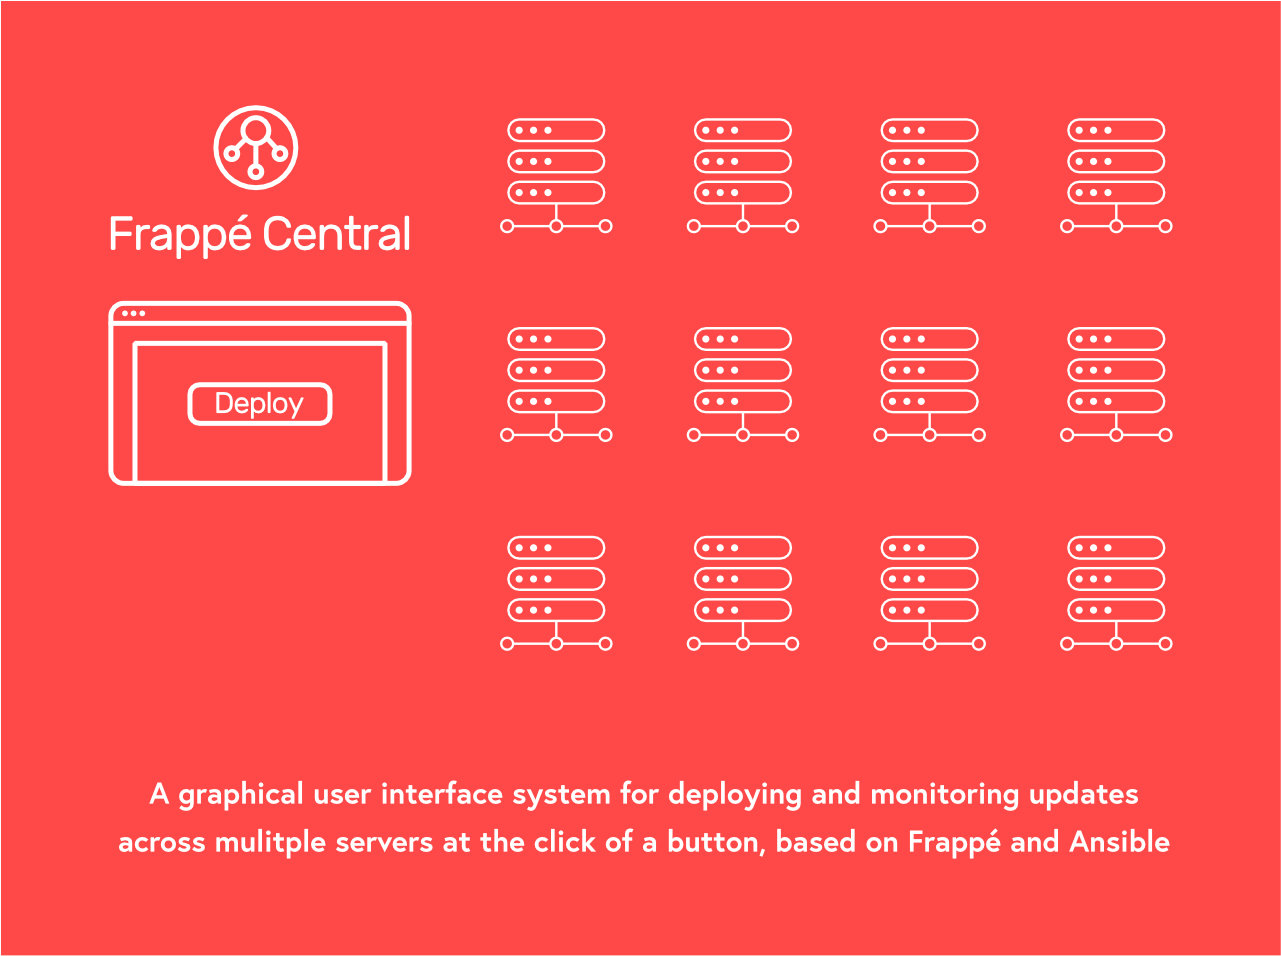 Frappé Central
Deploy
A graphical user interface system for deploying and monitoring updates
across mulitple servers at the click of a button, based on Frappé and Ansible